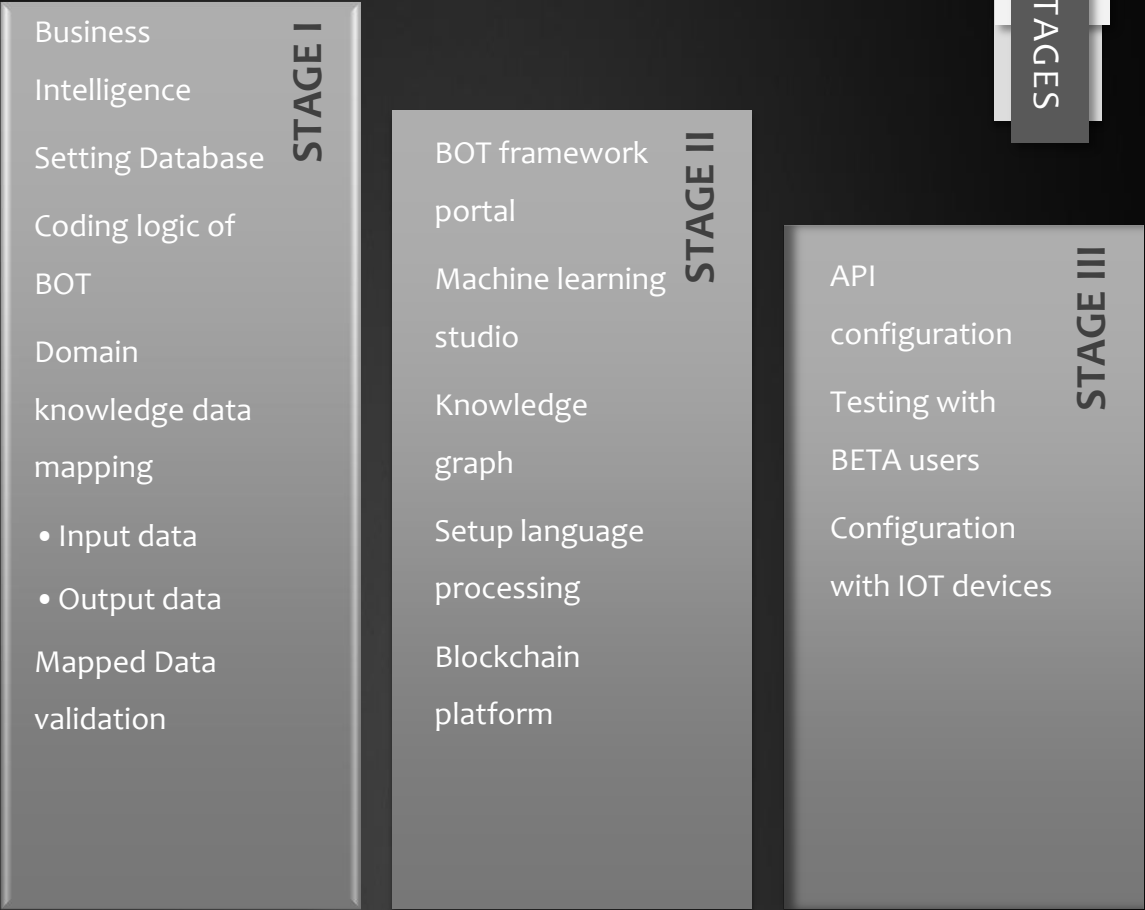 TAGES
STAGE I
Business
Intelligence
Setting Database
Coding logic of
BOT
Domain
knowledge data
mapping
• Input data
• Output data
Mapped Data
validation
STAGE II
BOT framework
portal
Machine learning
studio
Knowledge
graph
Setup language
processing
Blockchain
platform
STAGE III
API
configuration
Testing with
BETA users
Configuration
with IOT devices